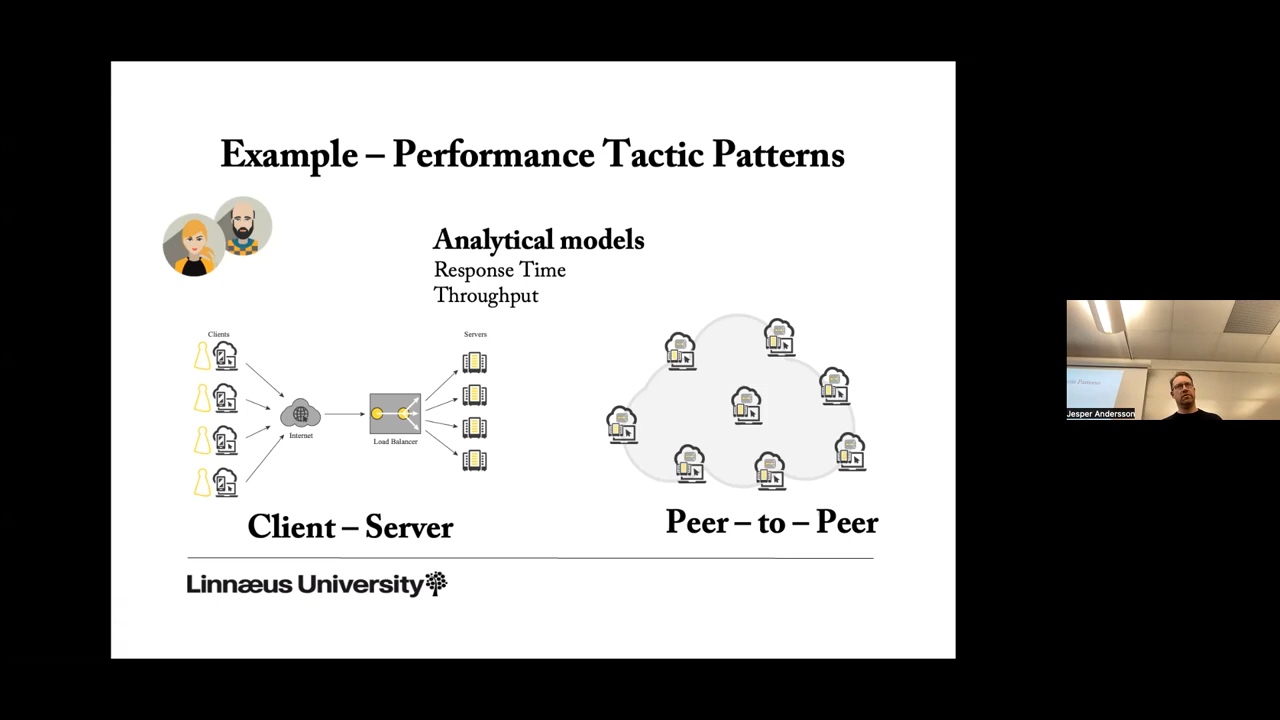 Example – Performance Tactic Patterns
Analytical models
Response Time
Throughput
Clients
Servers
Internet
Load Balancer
Client – Server
Peer – to – Peer
Linnæus University
Jesper Andersson